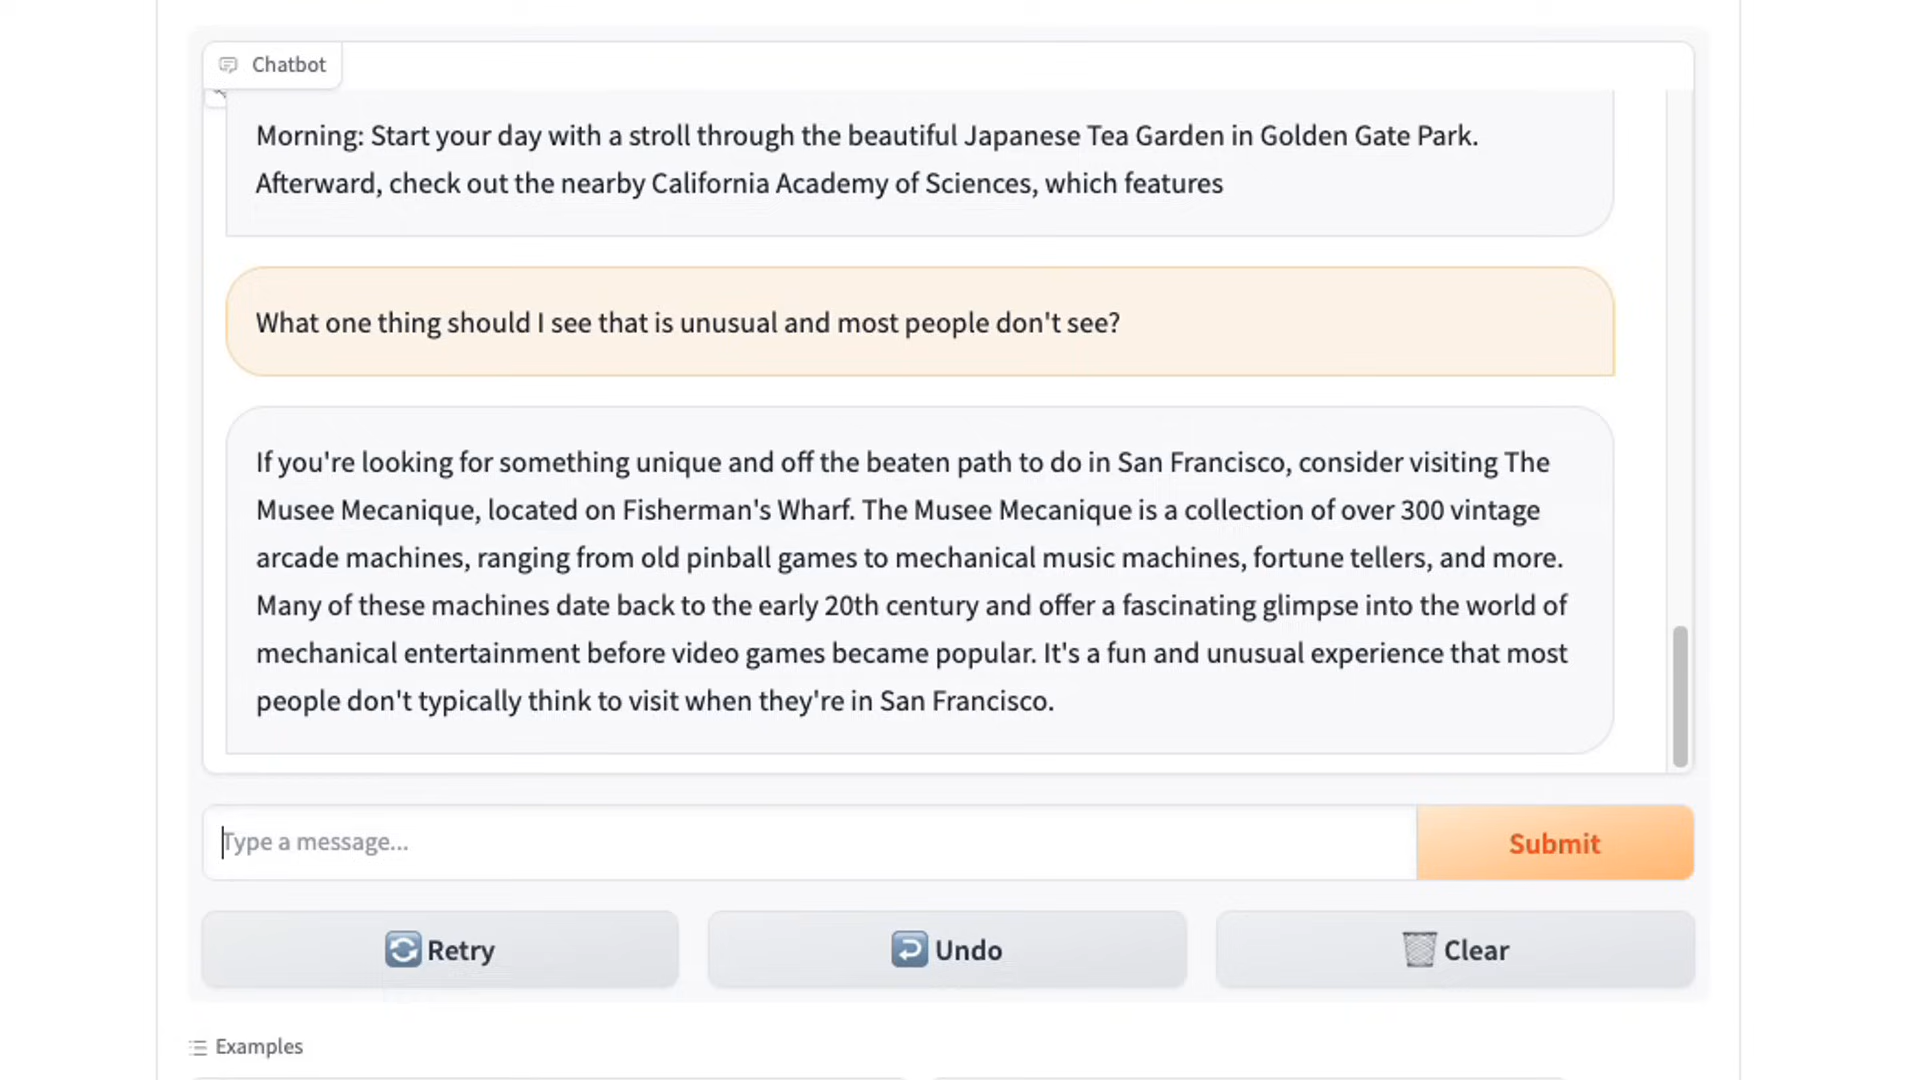 Chatbot
Morning: Start your day with a stroll through the beautiful Japanese Tea Garden in Golden Gate Park.
Afterward, check out the nearby California Academy of Sciences, which features
What one thing should I see that is unusual and most people don't see?
If you're looking for something unique and off the beaten path to do in San Francisco, consider visiting The
Musee Mecanique, located on Fisherman's Wharf. The Musee Mecanique is a collection of over 300 vintage
arcade machines, ranging from old pinball games to mechanical music machines, fortune tellers, and more.
Many of these machines date back to the early 20th century and offer a fascinating glimpse into the world of
mechanical entertainment before video games became popular. It's a fun and unusual experience that most
people don't typically think to visit when they're in San Francisco.
Type a message...
Submit
Retry
Undo
Clear
Examples